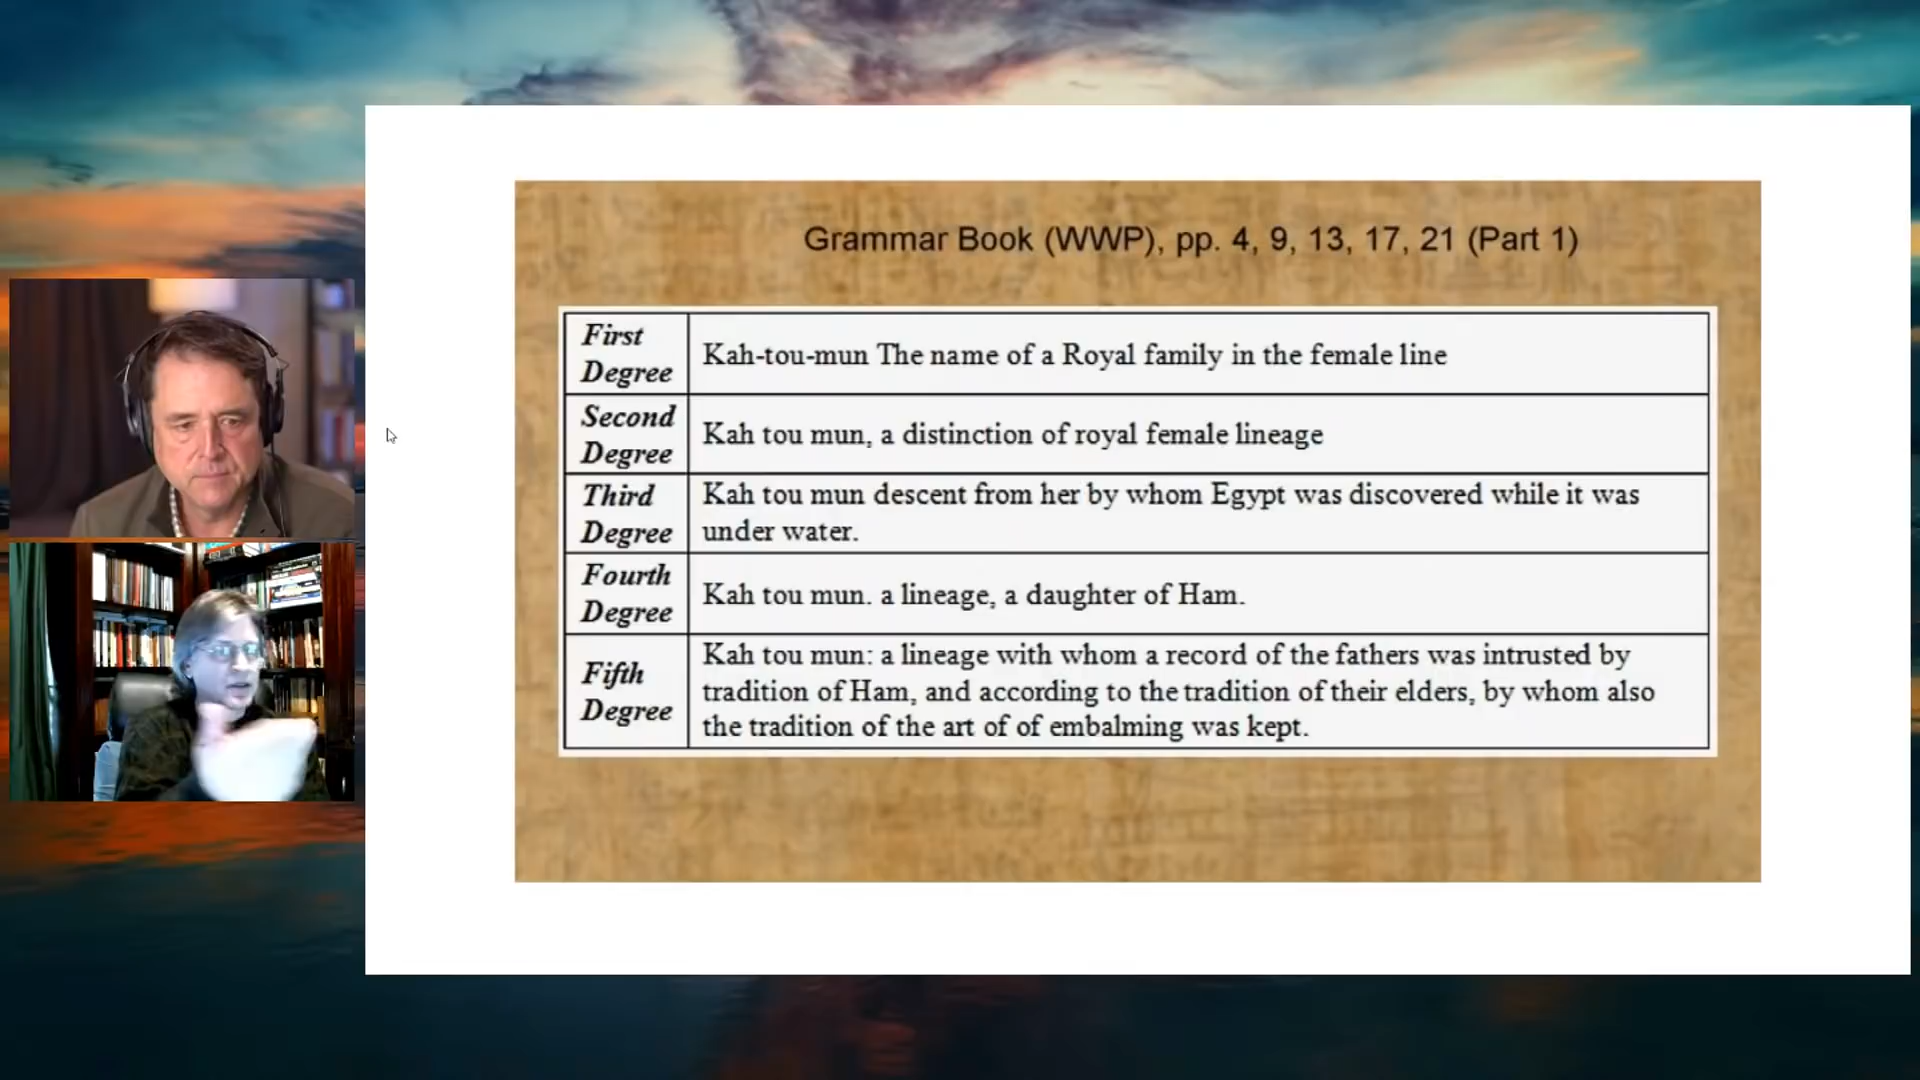 Grammar Book (WWP), pp. 4, 9, 13, 17, 21 (Part 1)
First
Degree
Kah-tou-mun The name of a Royal family in the female line
Second
Degree
Kah tou mun, a distinction of royal female lineage
Third
Degree
Kah tou mun descent from her by whom Egypt was discovered while it was
under water.
Fourth
Degree
Kah tou mun. a lineage, a daughter of Ham.
Fifth
Degree
Kah tou mun: a lineage with whom a record of the fathers was intrusted by
tradition of Ham, and according to the tradition of their elders, by whom also
the tradition of the art of of embalming was kept.